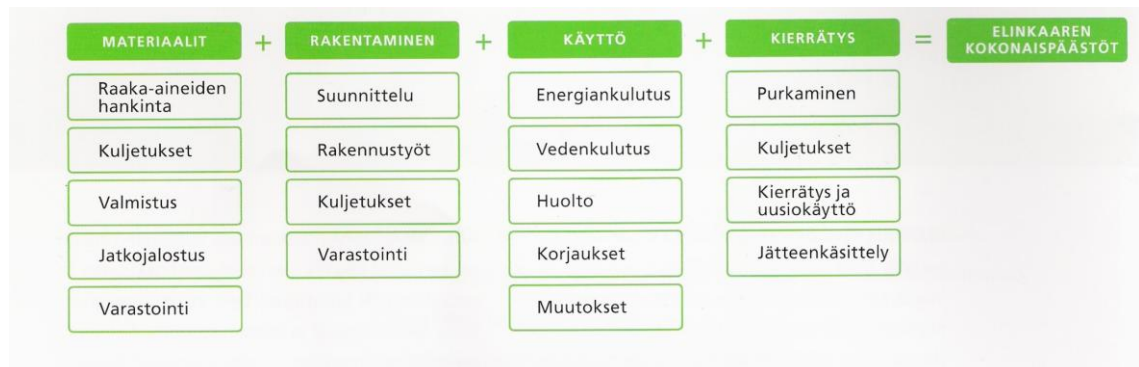 MATERIAALIT + RAKENTAMINEN + KÄYTTÖ + KIERRÄTYS = ELINKAAREN
KOKONAISPÄÄSTÖT
Raaka-aineiden
hankinta
Kuljetukset
Valmistus
Jatkojalostus
Varastointi
Suunnittelu
Rakennustyöt
Kuljetukset
Varastointi
Energiankulutus
Vedenkulutus
Huolto
Korjaukset
Muutokset
Purkaminen
Kuljetukset
Kierrätys ja
uusiokäyttö
Jätteenkäsittely